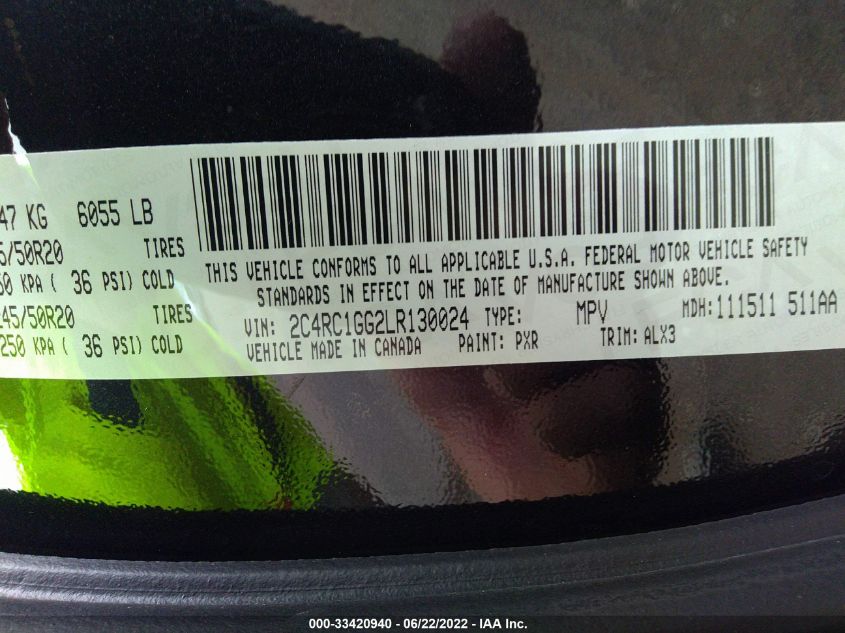 47 KG 6055 LB
5/50R20 TIRES
50 KPA ( 36 PSI) COLD
245/50R20 TIRES
250 KPA ( 36 PSI) COLD
THIS VEHICLE CONFORMS TO ALL APPLICABLE U.S.A. FEDERAL MOTOR VEHICLE SAFETY
STANDARDS IN EFFECT ON THE DATE OF MANUFACTURE SHOWN ABOVE.
VIN: 2C4RC1GG2LR130024 TYPE: MPV MDH: 111511 511AA
VEHICLE MADE IN CANADA PAINT: PXR TRIM: ALX3
000-33420940 - 06/22/2022 - IAA Inc.